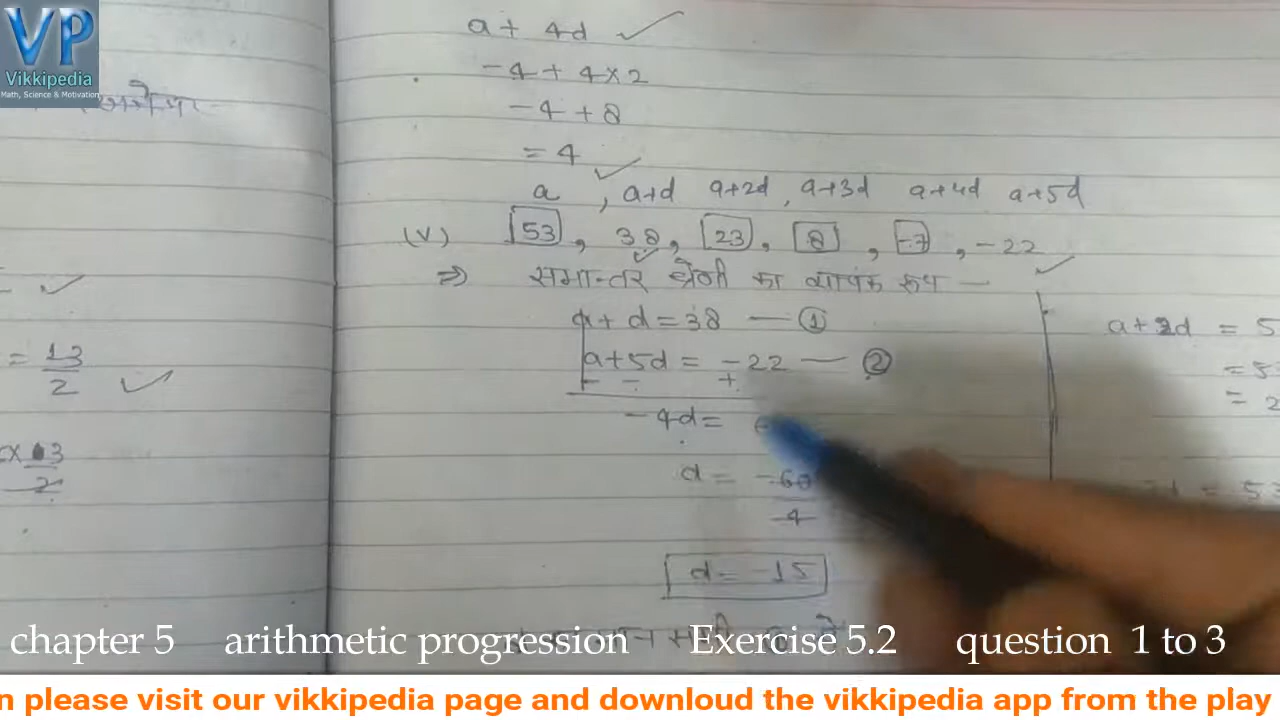 VP
Vikkipedia
Math, Science & Motivation
a + 4d ✓
-4 + 4×2
-4 + 8
= 4 ✓
a , a+d a+2d, a+3d a+4d a+5d
(V) 53, 38, 23, 8, -7, -22
⇒ समान्तर श्रेणी का व्यापक रूप —
a + d = 38 — ①
a+5d = -22 — ②
- - +
-4d =
d = -60
4
d = -15
= 13
2
a+2d = 5
chapter 5 arithmetic progression Exercise 5.2 question 1 to 3
n please visit our vikkipedia page and downloud the vikkipedia app from the play